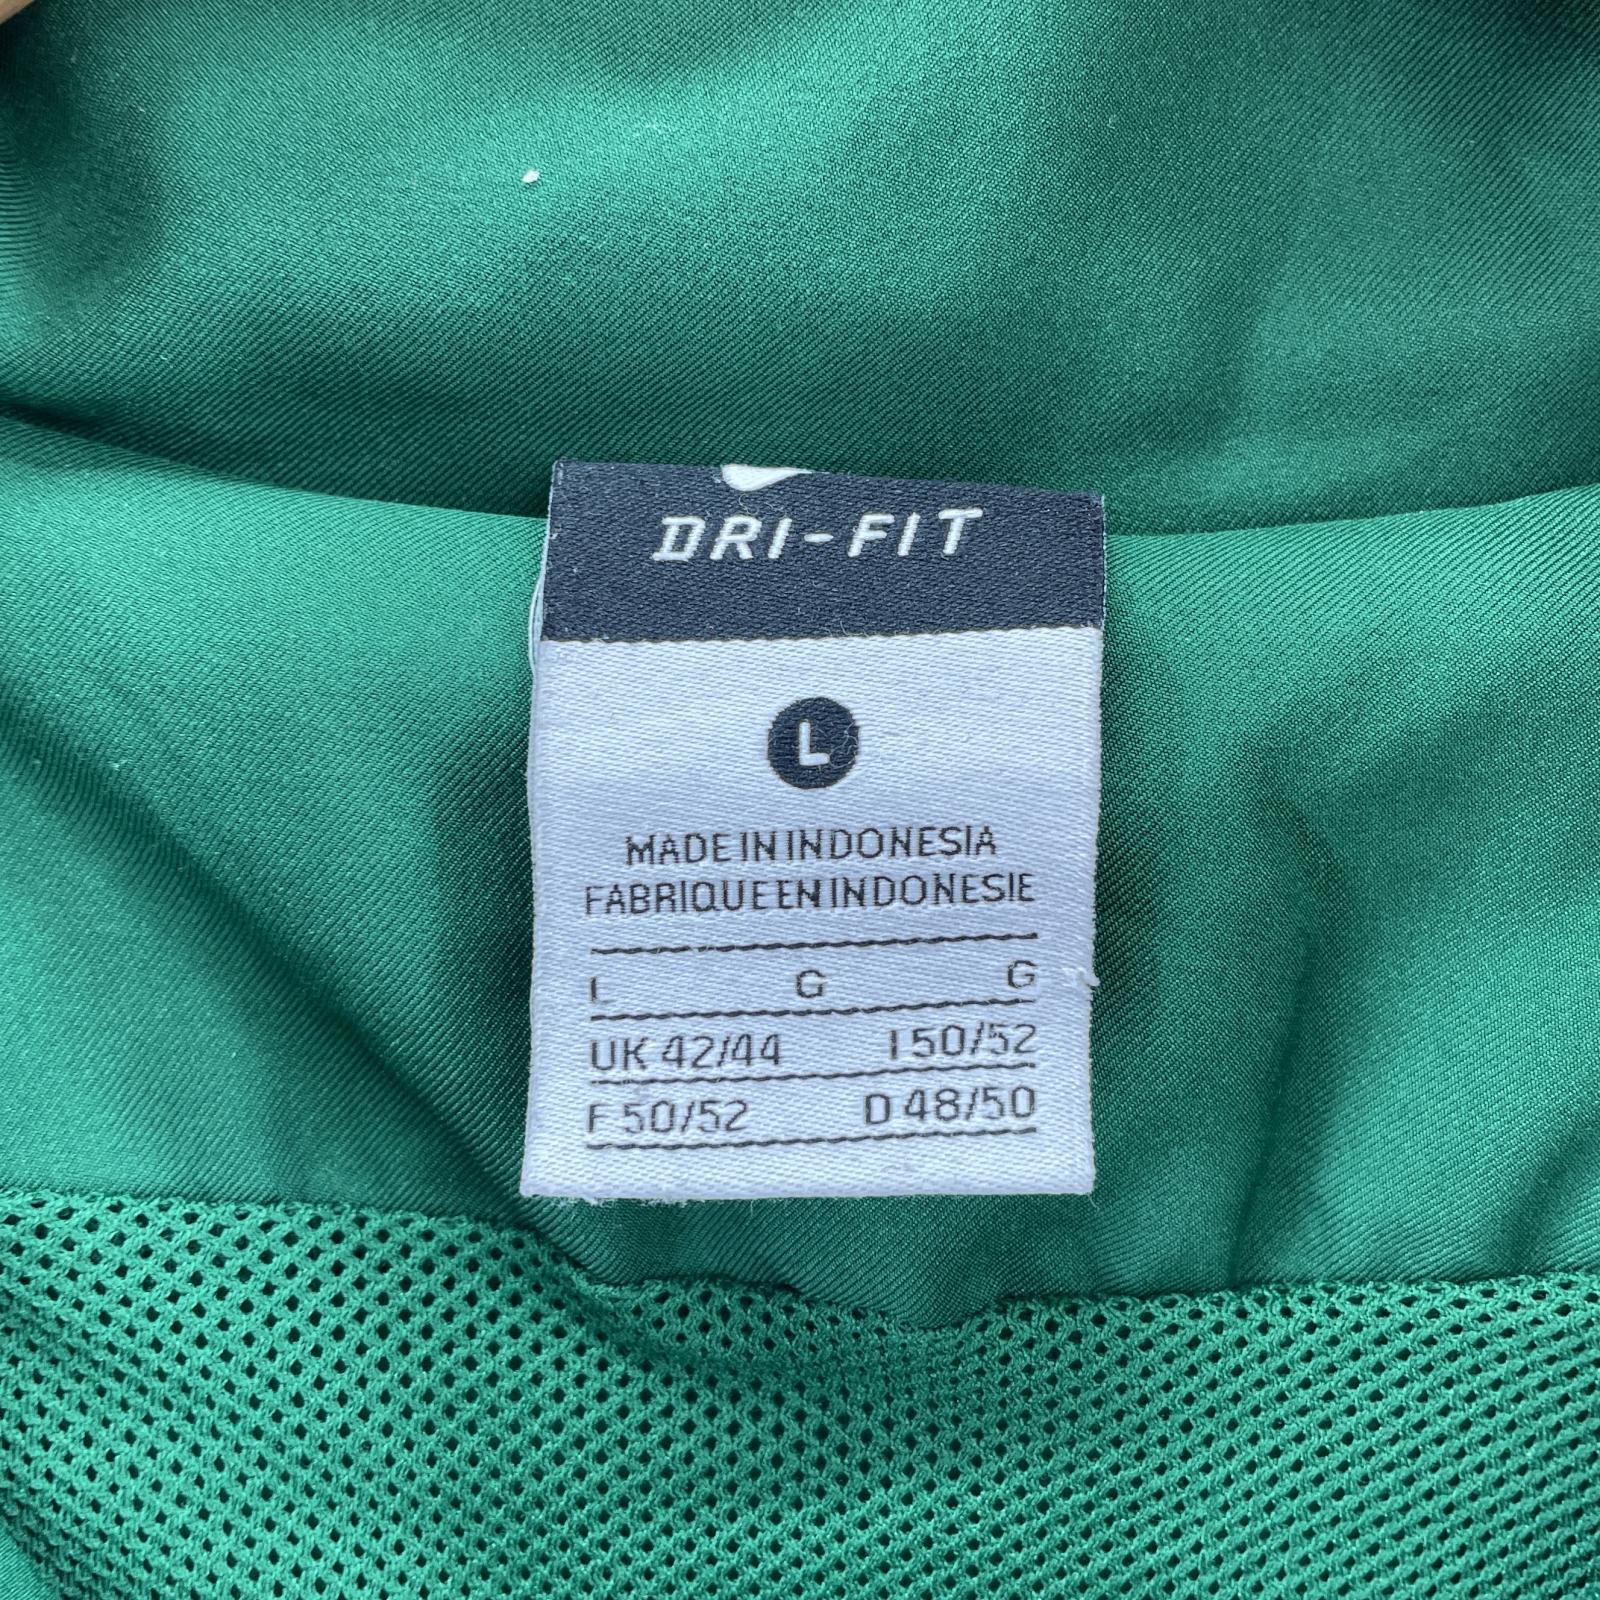 DRI-FIT
L
MADE IN INDONESIA
FABRIQUE EN INDONESIE
L G G
UK 42/44 I 50/52
F 50/52 D 48/50